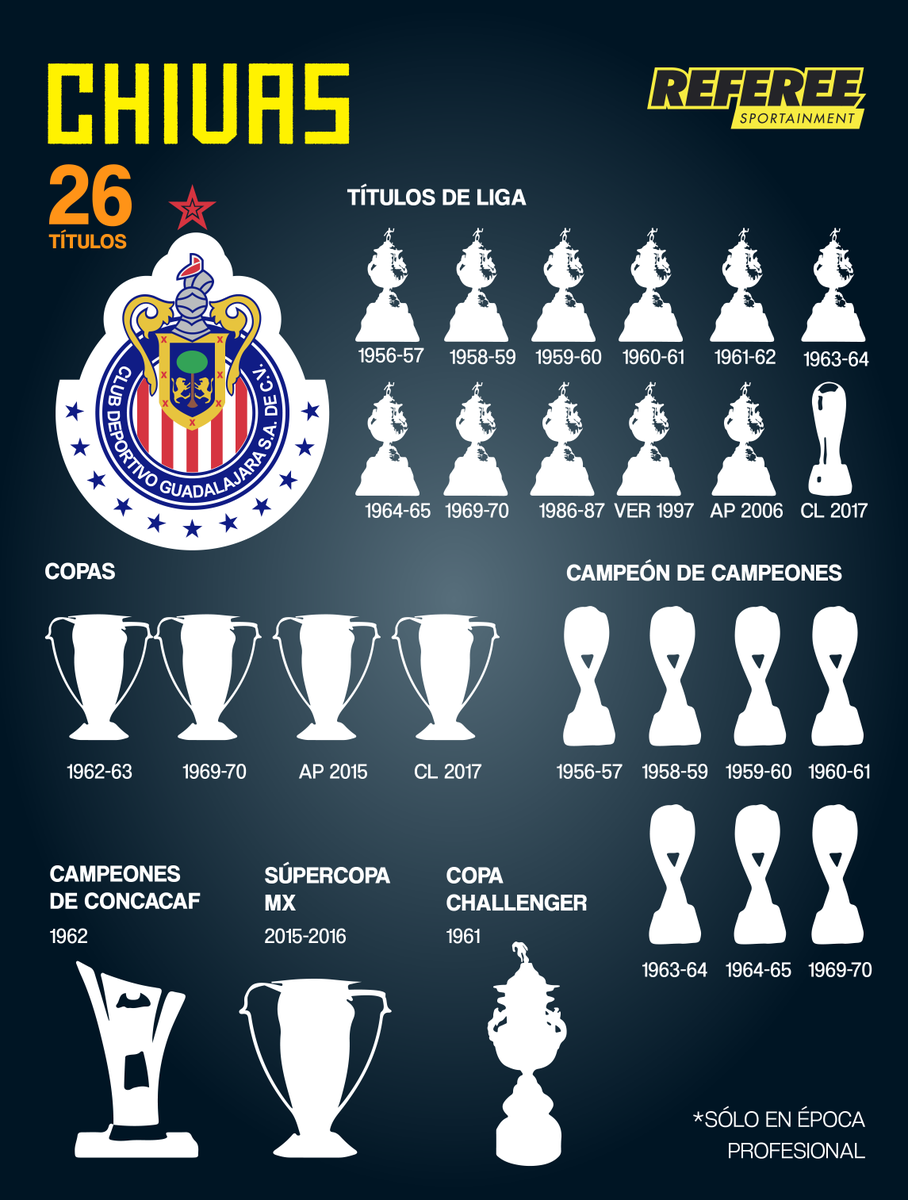 CHIVAS
REFEREE
SPORTAINMENT
26
TÍTULOS
CLUB DEPORTIVO GUADALAJARA S.A. DE C.V.
TÍTULOS DE LIGA
1956-57 1958-59 1959-60 1960-61 1961-62 1963-64
1964-65 1969-70 1986-87 VER 1997 AP 2006 CL 2017
COPAS
1962-63 1969-70 AP 2015 CL 2017
CAMPEÓN DE CAMPEONES
1956-57 1958-59 1959-60 1960-61
1963-64 1964-65 1969-70
CAMPEONES
DE CONCACAF
1962
SÚPERCOPA
MX
2015-2016
COPA
CHALLENGER
1961
*SÓLO EN ÉPOCA
PROFESIONAL